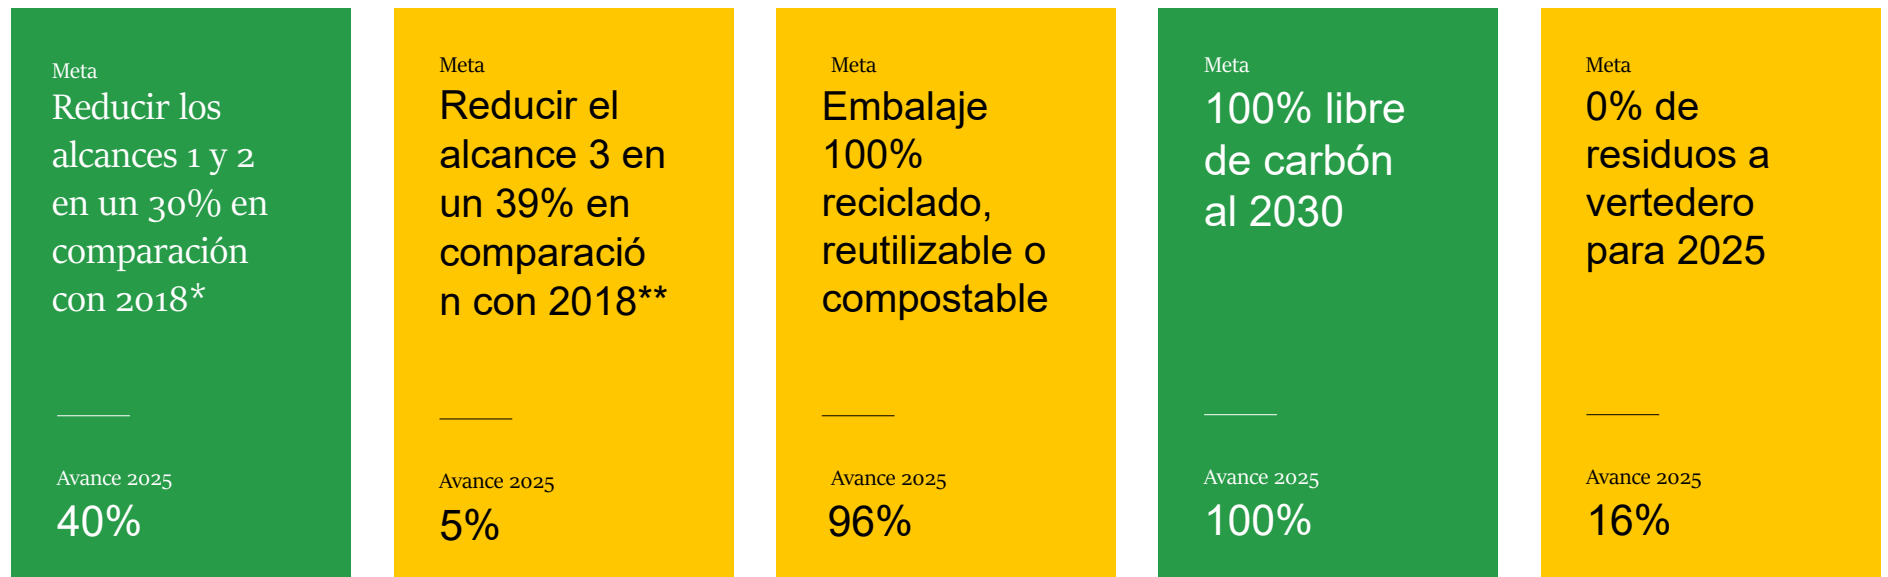 Meta
Reducir los
alcances 1 y 2
en un 30% en
comparación
con 2018*
Avance 2025
40%
Meta
Reducir el
alcance 3 en
un 39% en
comparació
n con 2018**
Avance 2025
5%
Meta
Embalaje
100%
reciclado,
reutilizable o
compostable
Avance 2025
96%
Meta
100% libre
de carbón
al 2030
Avance 2025
100%
Meta
0% de
residuos a
vertedero
para 2025
Avance 2025
16%